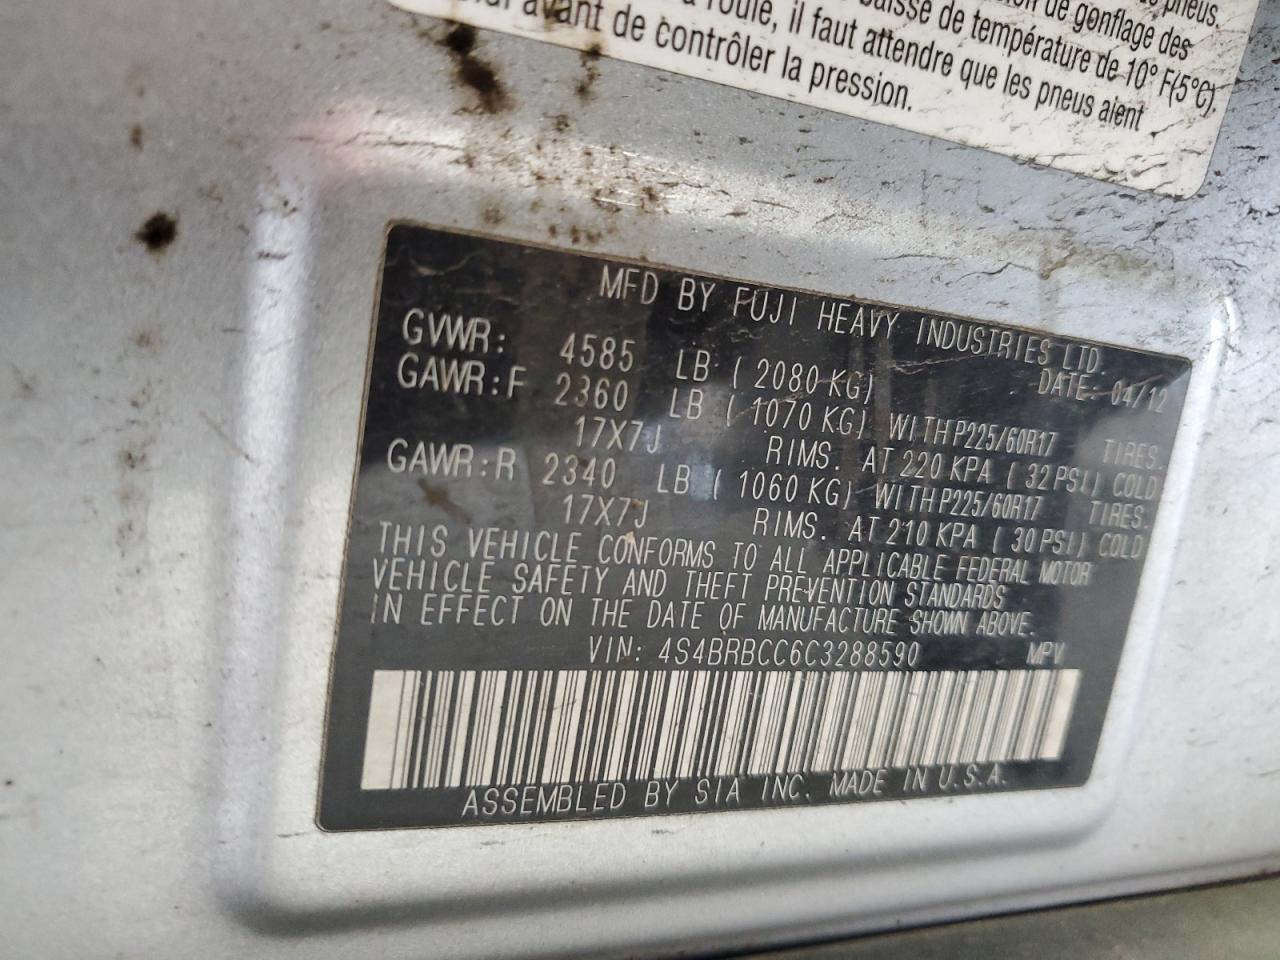 pneus.
de gonflage des
baisse de température de 10° F(5°C).
roulé, il faut attendre que les pneus aient
avant de contrôler la pression.
MFD BY FUJI HEAVY INDUSTRIES LTD.
GVWR: 4585 LB ( 2080 KG) DATE: 04/12
GAWR:F 2360 LB ( 1070 KG) WITH P225/60R17 TIRES.
17X7J RIMS. AT 220 KPA ( 32 PSI) COLD
GAWR:R 2340 LB ( 1060 KG) WITH P225/60R17 TIRES.
17X7J RIMS. AT 210 KPA ( 30 PSI) COLD
THIS VEHICLE CONFORMS TO ALL APPLICABLE FEDERAL MOTOR
VEHICLE SAFETY AND THEFT PREVENTION STANDARDS
IN EFFECT ON THE DATE OF MANUFACTURE SHOWN ABOVE.
VIN: 4S4BRBCC6C3288590 MPV
ASSEMBLED BY SIA INC. MADE IN U.S.A.